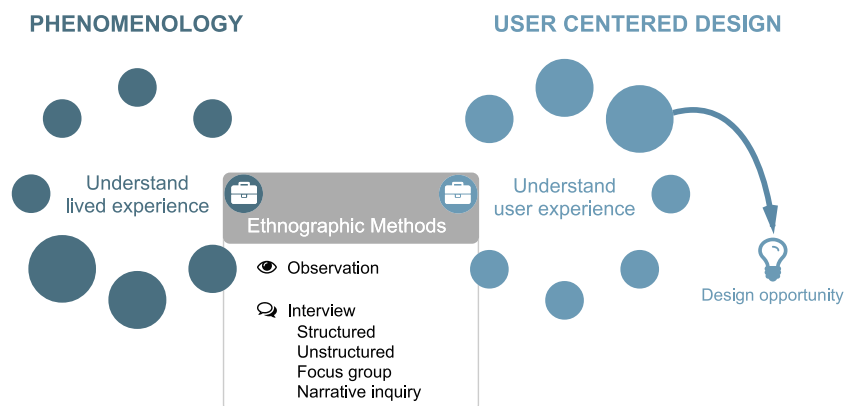 PHENOMENOLOGY
USER CENTERED DESIGN
Understand
lived experience
Understand
user experience
Ethnographic Methods
Observation
Interview
Structured
Unstructured
Focus group
Narrative inquiry
Design opportunity